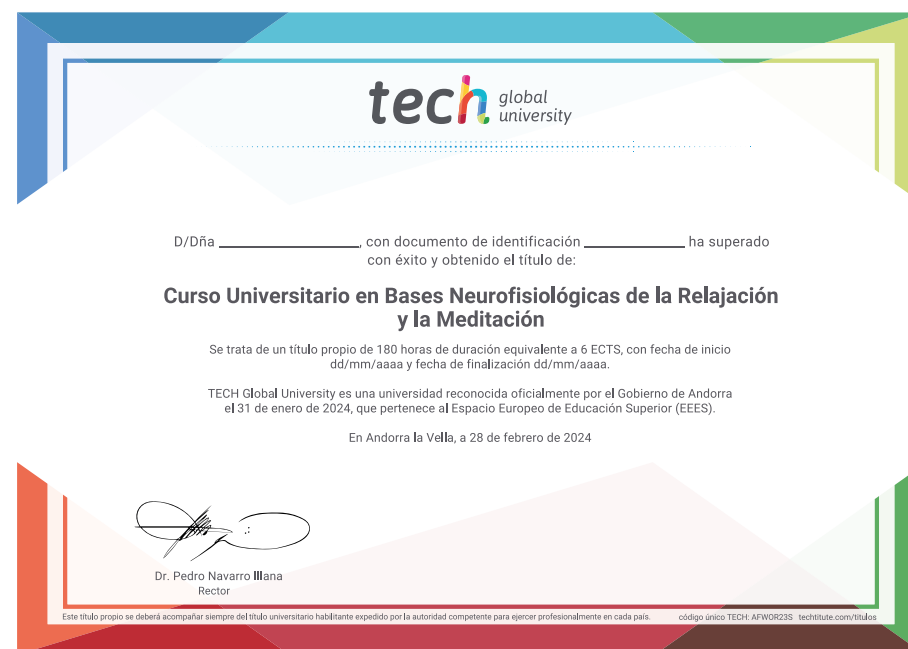 tech global university
D/Dña ____________________, con documento de identificación ______________ ha superado
con éxito y obtenido el título de:
Curso Universitario en Bases Neurofisiológicas de la Relajación
y la Meditación
Se trata de un título propio de 180 horas de duración equivalente a 6 ECTS, con fecha de inicio
dd/mm/aaaa y fecha de finalización dd/mm/aaaa.
TECH Global University es una universidad reconocida oficialmente por el Gobierno de Andorra
el 31 de enero de 2024, que pertenece al Espacio Europeo de Educación Superior (EEES).
En Andorra la Vella, a 28 de febrero de 2024
Dr. Pedro Navarro Illana
Rector
Este título propio se deberá acompañar siempre del título universitario habilitante expedido por la autoridad competente para ejercer profesionalmente en cada país. código único TECH: AFWOR23S techtitute.com/titulos